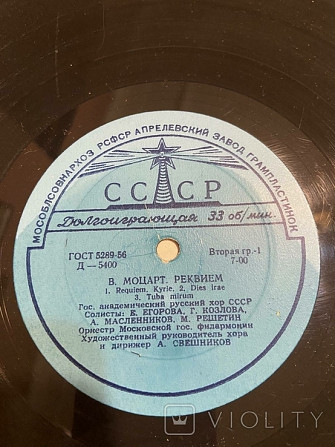 МОСОБЛСОВНАРХОЗ РСФСР АПРЕЛЕВСКИЙ ЗАВОД ГРАМПЛАСТИНОК
СССР
Долгоиграющая 33 об/мин.
ГОСТ 5289-56 Вторая гр.-1
Д—5400 7-00
В. МОЦАРТ. РЕКВИЕМ
1. Requiem, Kyrie. 2. Dies irae
3. Tuba mirum
Гос. академический русский хор СССР
Солисты: Е. ЕГОРОВА, Г. КОЗЛОВА,
А. МАСЛЕННИКОВ, М. РЕШЕТИН
Оркестр Московской гос. филармонии
Художественный руководитель хора
и дирижер А. СВЕШНИКОВ
VIOLITY